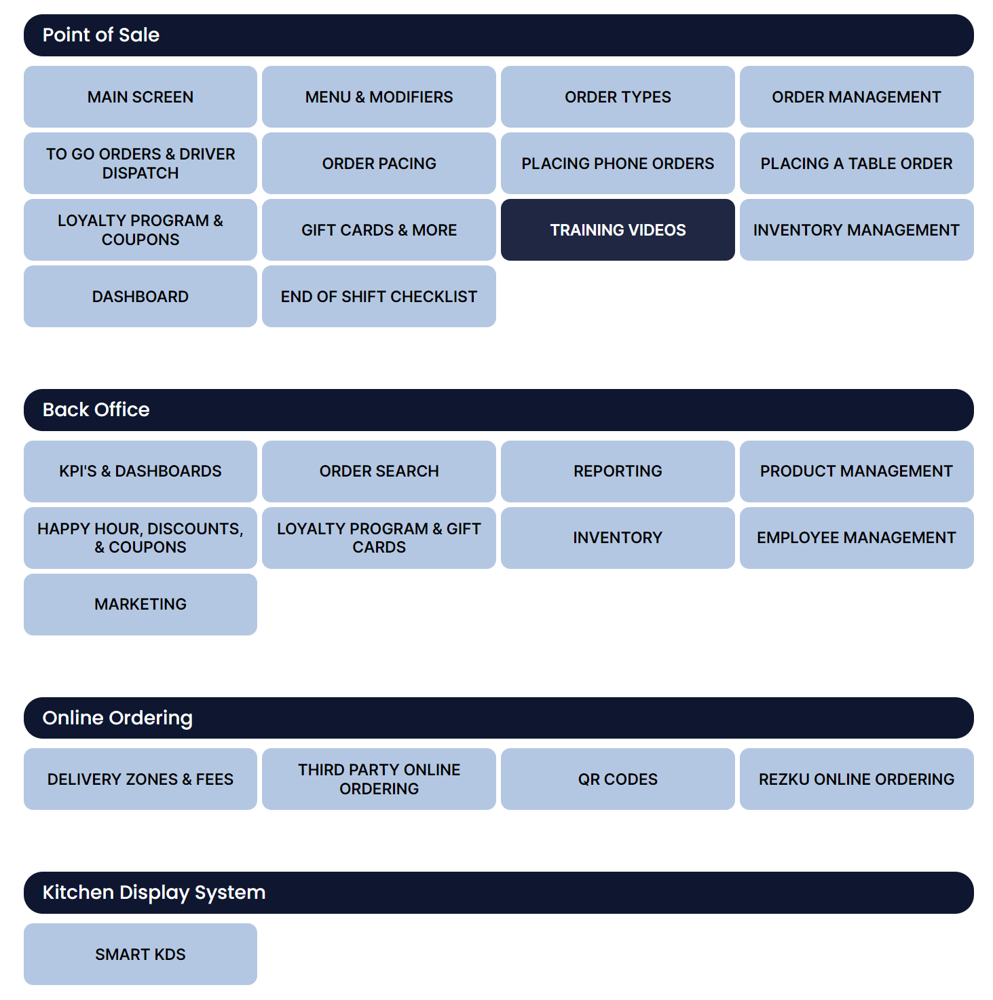 Point of Sale
MAIN SCREEN
MENU & MODIFIERS
ORDER TYPES
ORDER MANAGEMENT
TO GO ORDERS & DRIVER
DISPATCH
ORDER PACING
PLACING PHONE ORDERS
PLACING A TABLE ORDER
LOYALTY PROGRAM &
COUPONS
GIFT CARDS & MORE
TRAINING VIDEOS
INVENTORY MANAGEMENT
DASHBOARD
END OF SHIFT CHECKLIST
Back Office
KPI'S & DASHBOARDS
ORDER SEARCH
REPORTING
PRODUCT MANAGEMENT
HAPPY HOUR, DISCOUNTS,
& COUPONS
LOYALTY PROGRAM & GIFT
CARDS
INVENTORY
EMPLOYEE MANAGEMENT
MARKETING
Online Ordering
DELIVERY ZONES & FEES
THIRD PARTY ONLINE
ORDERING
QR CODES
REZKU ONLINE ORDERING
Kitchen Display System
SMART KDS